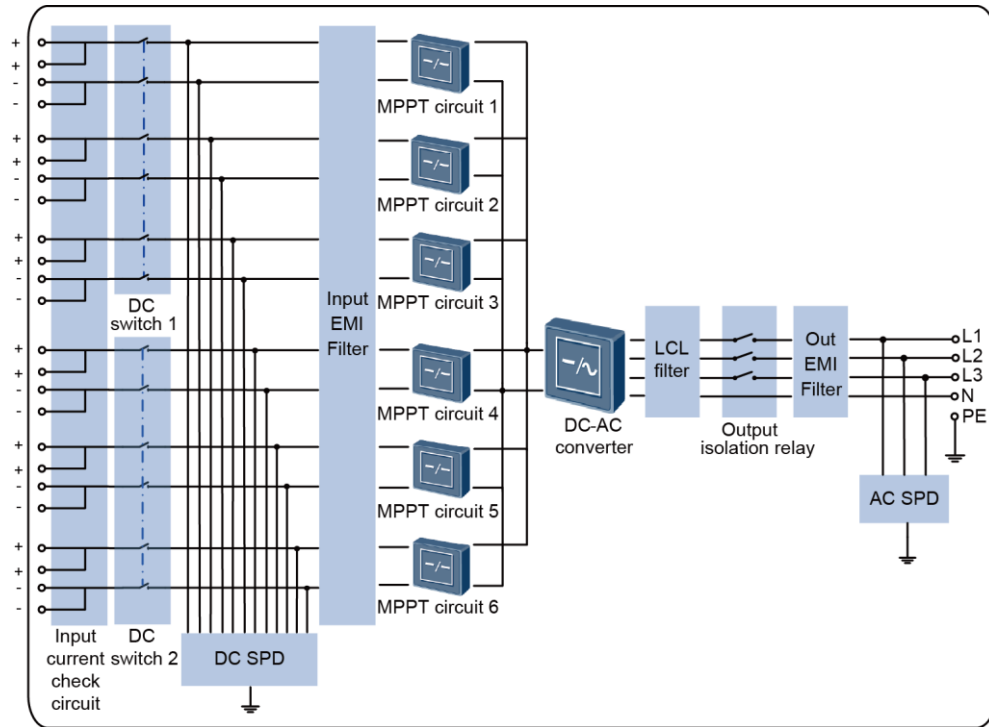 +
+
-
-
+
+
-
-
+
+
-
-
+
+
-
-
+
+
-
-
+
+
-
-
Input
current
check
circuit
DC
switch 1
DC
switch 2
DC SPD
Input
EMI
Filter
MPPT circuit 1
MPPT circuit 2
MPPT circuit 3
MPPT circuit 4
MPPT circuit 5
MPPT circuit 6
DC-AC
converter
LCL
filter
Output
isolation relay
Out
EMI
Filter
L1
L2
L3
N
PE
AC SPD